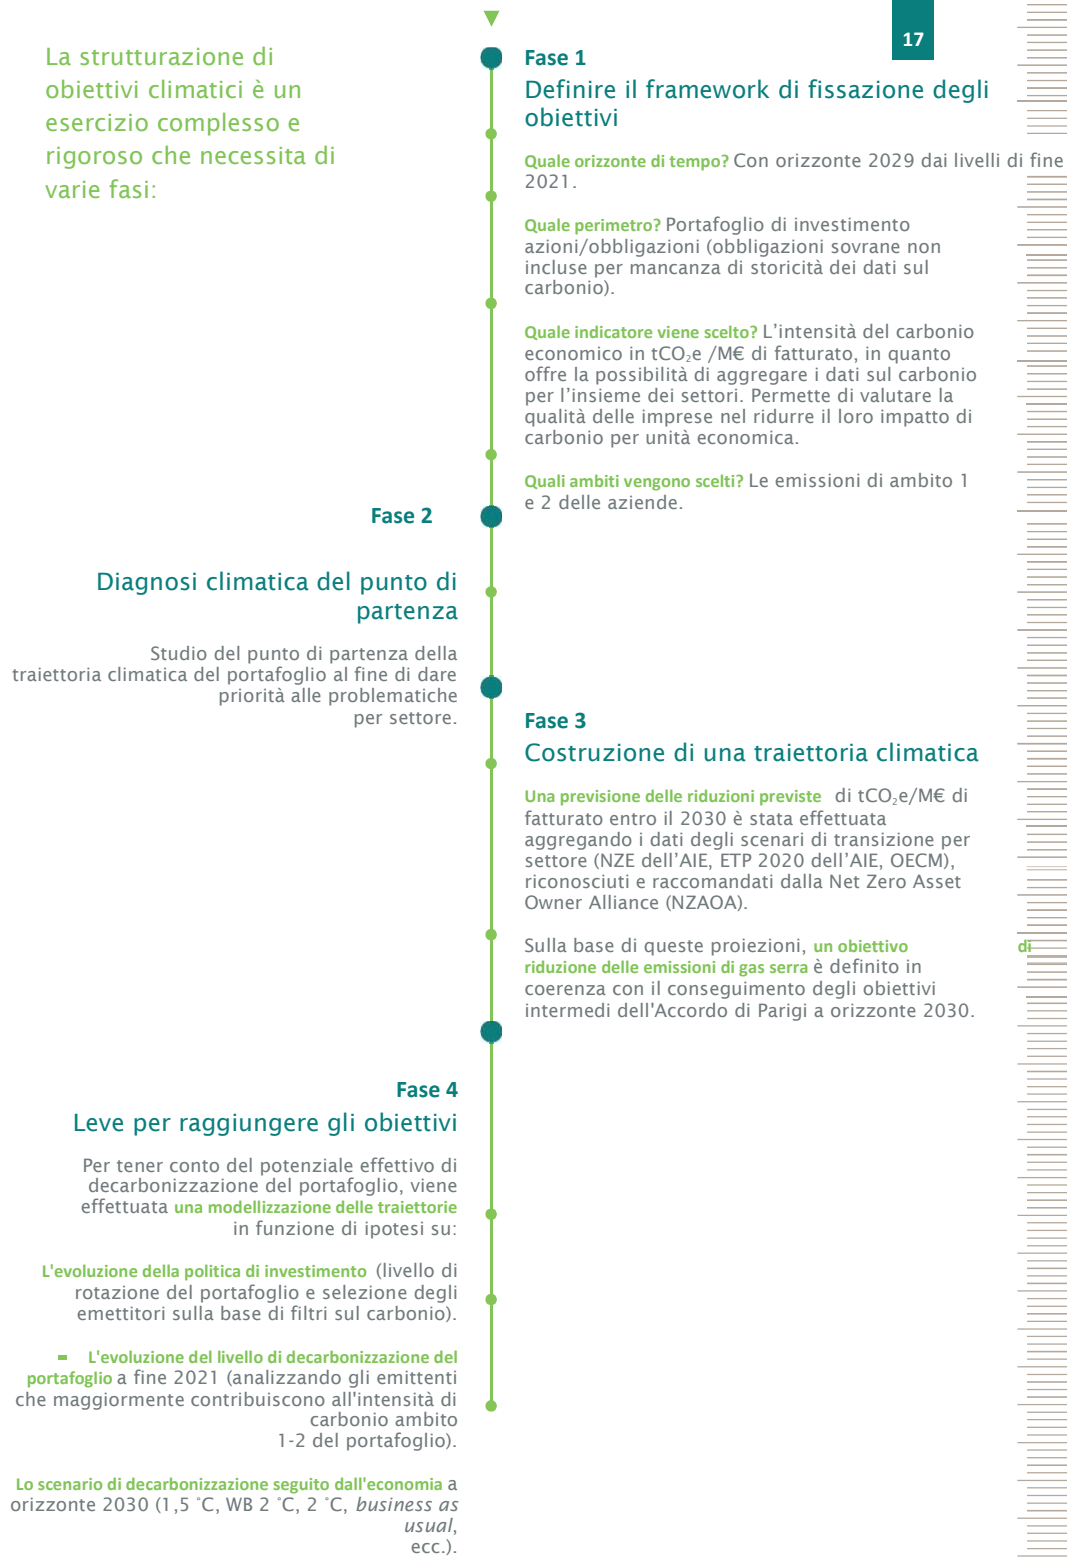 17
La strutturazione di
obiettivi climatici è un
esercizio complesso e
rigoroso che necessita di
varie fasi:
Fase 1
Definire il framework di fissazione degli
obiettivi
Quale orizzonte di tempo? Con orizzonte 2029 dai livelli di fine
2021.
Quale perimetro? Portafoglio di investimento
azioni/obbligazioni (obbligazioni sovrane non
incluse per mancanza di storicità dei dati sul
carbonio).
Quale indicatore viene scelto? L’intensità del carbonio
economico in tCO₂e /M€ di fatturato, in quanto
offre la possibilità di aggregare i dati sul carbonio
per l’insieme dei settori. Permette di valutare la
qualità delle imprese nel ridurre il loro impatto di
carbonio per unità economica.
Quali ambiti vengono scelti? Le emissioni di ambito 1
e 2 delle aziende.
Fase 2
Diagnosi climatica del punto di
partenza
Studio del punto di partenza della
traiettoria climatica del portafoglio al fine di dare
priorità alle problematiche
per settore.
Fase 3
Costruzione di una traiettoria climatica
Una previsione delle riduzioni previste di tCO₂e/M€ di
fatturato entro il 2030 è stata effettuata
aggregando i dati degli scenari di transizione per
settore (NZE dell’AIE, ETP 2020 dell’AIE, OECM),
riconosciuti e raccomandati dalla Net Zero Asset
Owner Alliance (NZAOA).
Sulla base di queste proiezioni, un obiettivo di
riduzione delle emissioni di gas serra è definito in
coerenza con il conseguimento degli obiettivi
intermedi dell'Accordo di Parigi a orizzonte 2030.
Fase 4
Leve per raggiungere gli obiettivi
Per tener conto del potenziale effettivo di
decarbonizzazione del portafoglio, viene
effettuata una modellizzazione delle traiettorie
in funzione di ipotesi su:
L'evoluzione della politica di investimento (livello di
rotazione del portafoglio e selezione degli
emettitori sulla base di filtri sul carbonio).
- L'evoluzione del livello di decarbonizzazione del
portafoglio a fine 2021 (analizzando gli emittenti
che maggiormente contribuiscono all'intensità di
carbonio ambito
1-2 del portafoglio).
Lo scenario di decarbonizzazione seguito dall'economia a
orizzonte 2030 (1,5 °C, WB 2 °C, 2 °C, business as
usual,
ecc.).